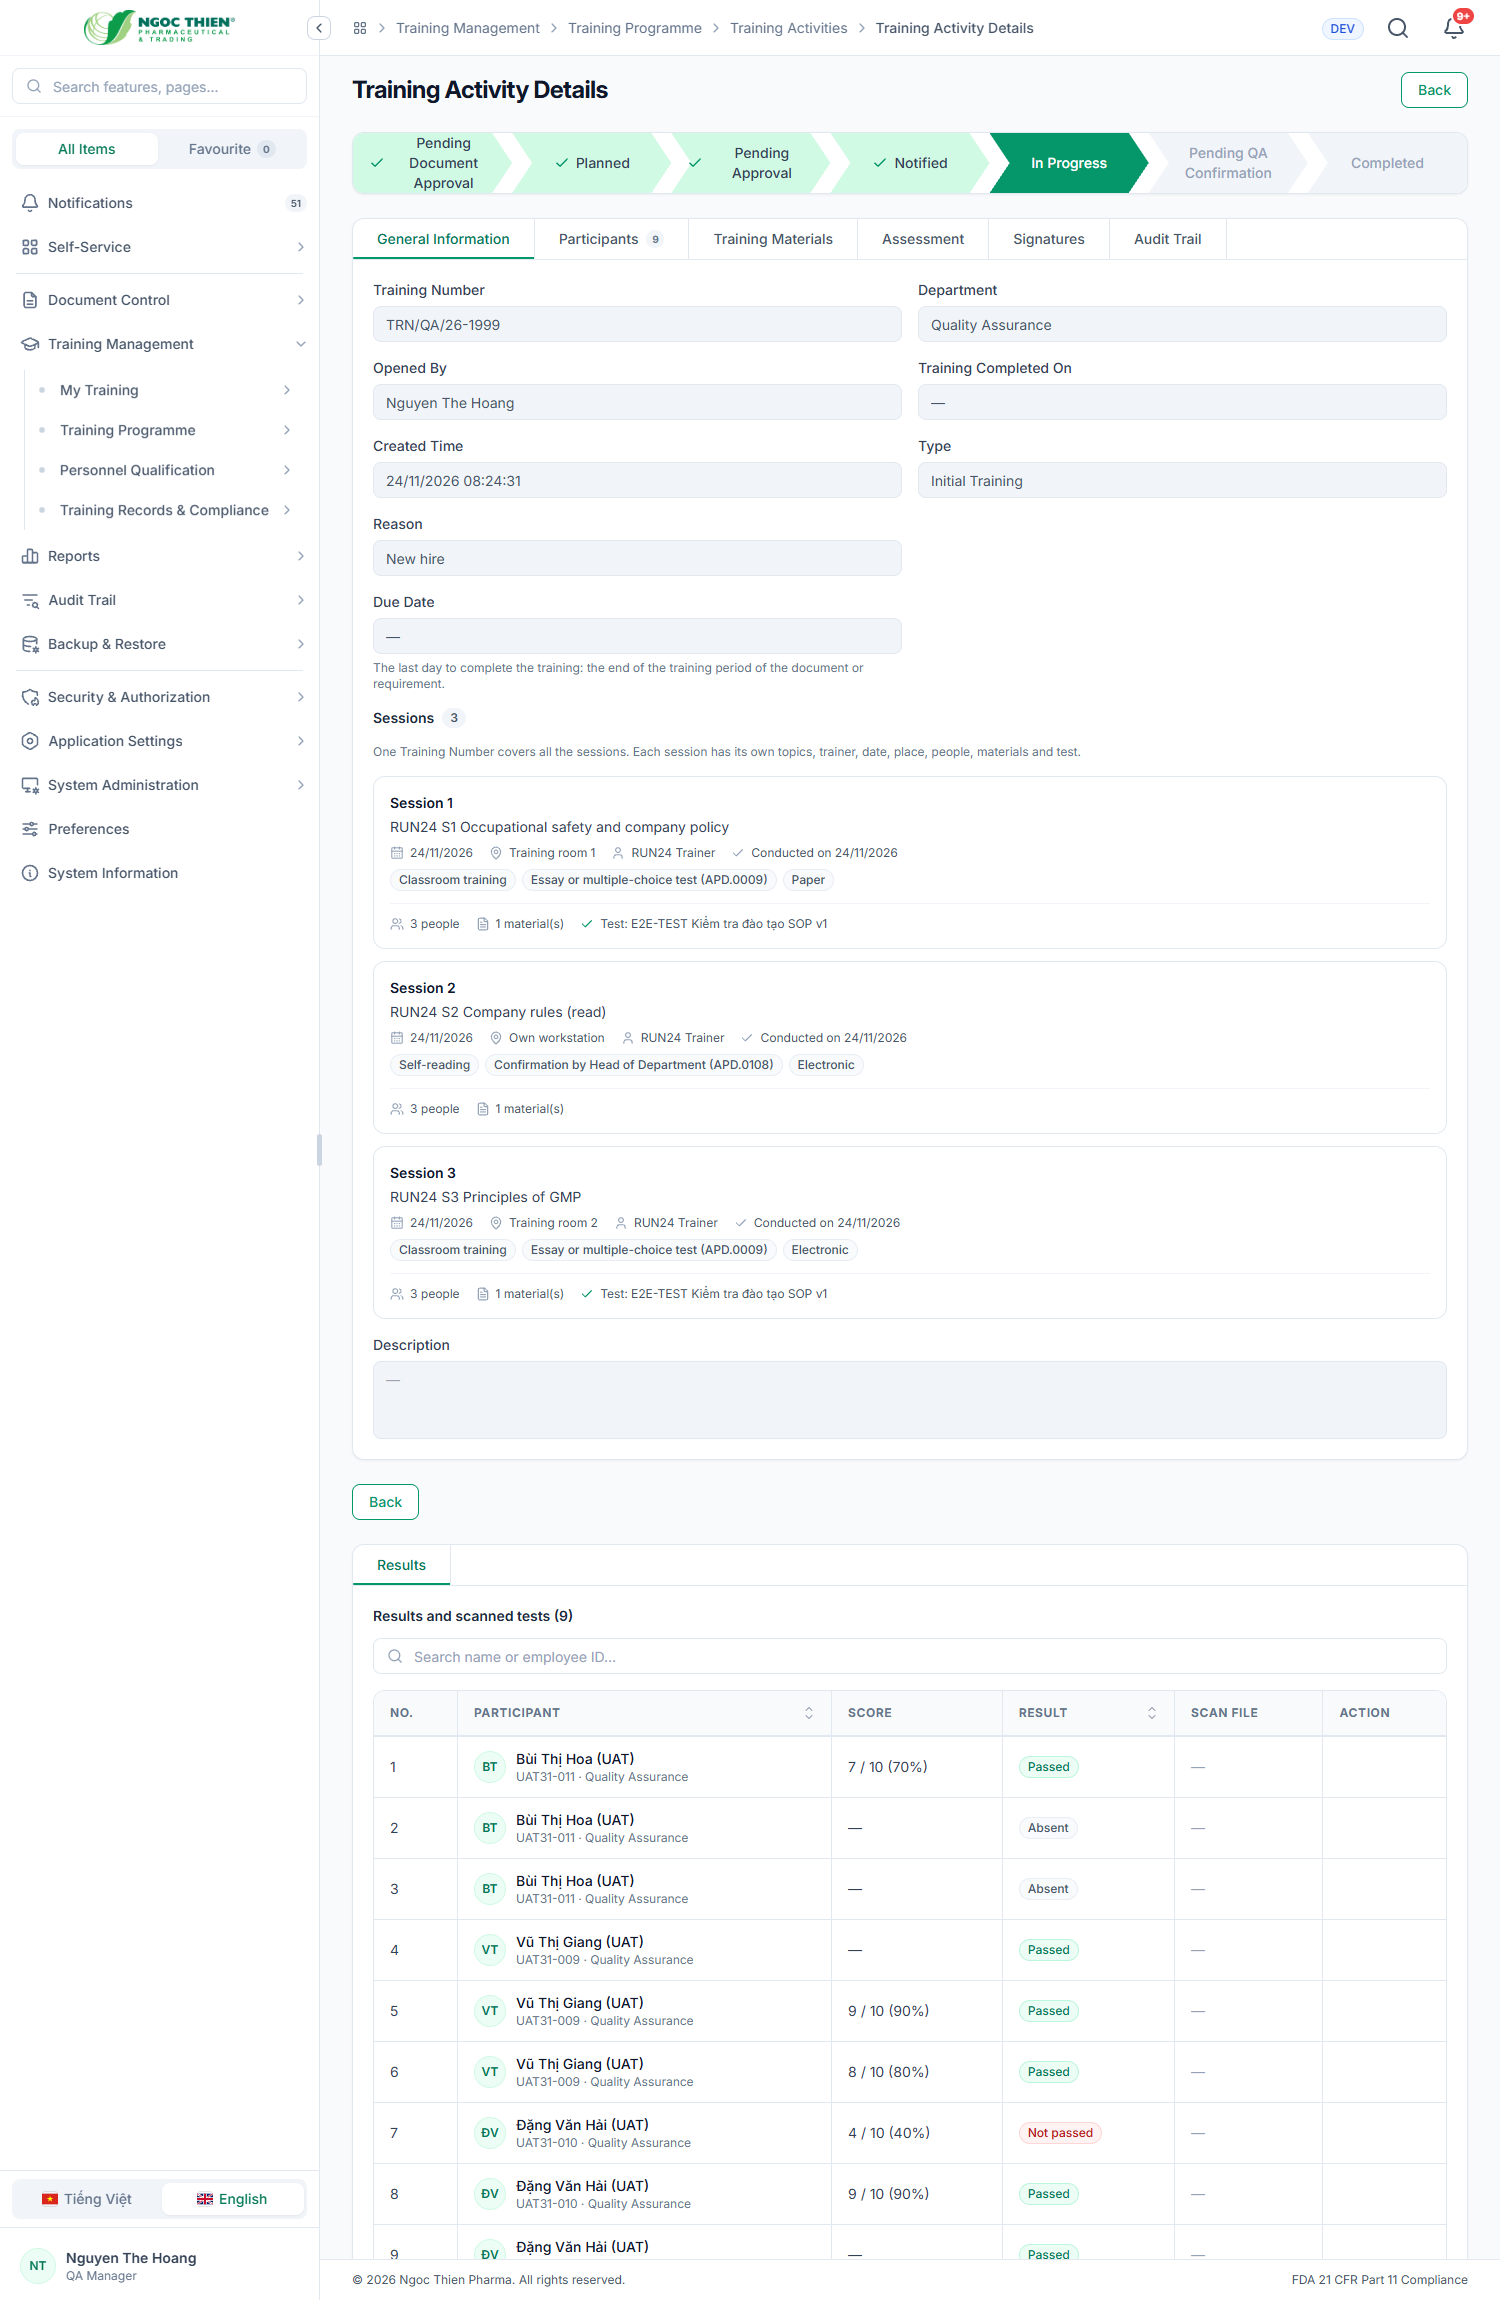 NGOC THIEN®
PHARMACEUTICAL
& TRADING
Search features, pages...
All Items
Favourite 0
Notifications 51
Self-Service
Document Control
Training Management
My Training
Training Programme
Personnel Qualification
Training Records & Compliance
Reports
Audit Trail
Backup & Restore
Security & Authorization
Application Settings
System Administration
Preferences
System Information
Tiếng Việt
English
NT
Nguyen The Hoang
QA Manager
Training Management > Training Programme > Training Activities > Training Activity Details
DEV
9+
Training Activity Details
Back
Pending Document Approval
Planned
Pending Approval
Notified
In Progress
Pending QA Confirmation
Completed
General Information
Participants 9
Training Materials
Assessment
Signatures
Audit Trail
Training Number
TRN/QA/26-1999
Department
Quality Assurance
Opened By
Nguyen The Hoang
Training Completed On
—
Created Time
24/11/2026 08:24:31
Type
Initial Training
Reason
New hire
Due Date
—
The last day to complete the training: the end of the training period of the document or
requirement.
Sessions 3
One Training Number covers all the sessions. Each session has its own topics, trainer, date, place, people, materials and test.
Session 1
RUN24 S1 Occupational safety and company policy
24/11/2026 Training room 1 RUN24 Trainer Conducted on 24/11/2026
Classroom training Essay or multiple-choice test (APD.0009) Paper
3 people 1 material(s) Test: E2E-TEST Kiểm tra đào tạo SOP v1
Session 2
RUN24 S2 Company rules (read)
24/11/2026 Own workstation RUN24 Trainer Conducted on 24/11/2026
Self-reading Confirmation by Head of Department (APD.0108) Electronic
3 people 1 material(s)
Session 3
RUN24 S3 Principles of GMP
24/11/2026 Training room 2 RUN24 Trainer Conducted on 24/11/2026
Classroom training Essay or multiple-choice test (APD.0009) Electronic
3 people 1 material(s) Test: E2E-TEST Kiểm tra đào tạo SOP v1
Description
—
Back
Results
Results and scanned tests (9)
Search name or employee ID...
NO. PARTICIPANT SCORE RESULT SCAN FILE ACTION
1 BT Bùi Thị Hoa (UAT) 7 / 10 (70%) Passed —
UAT31-011 · Quality Assurance
2 BT Bùi Thị Hoa (UAT) — Absent —
UAT31-011 · Quality Assurance
3 BT Bùi Thị Hoa (UAT) — Absent —
UAT31-011 · Quality Assurance
4 VT Vũ Thị Giang (UAT) — Passed —
UAT31-009 · Quality Assurance
5 VT Vũ Thị Giang (UAT) 9 / 10 (90%) Passed —
UAT31-009 · Quality Assurance
6 VT Vũ Thị Giang (UAT) 8 / 10 (80%) Passed —
UAT31-009 · Quality Assurance
7 ĐV Đặng Văn Hải (UAT) 4 / 10 (40%) Not passed —
UAT31-010 · Quality Assurance
8 ĐV Đặng Văn Hải (UAT) 9 / 10 (90%) Passed —
UAT31-010 · Quality Assurance
9 ĐV Đặng Văn Hải (UAT) — Passed —
© 2026 Ngoc Thien Pharma. All rights reserved.
FDA 21 CFR Part 11 Compliance